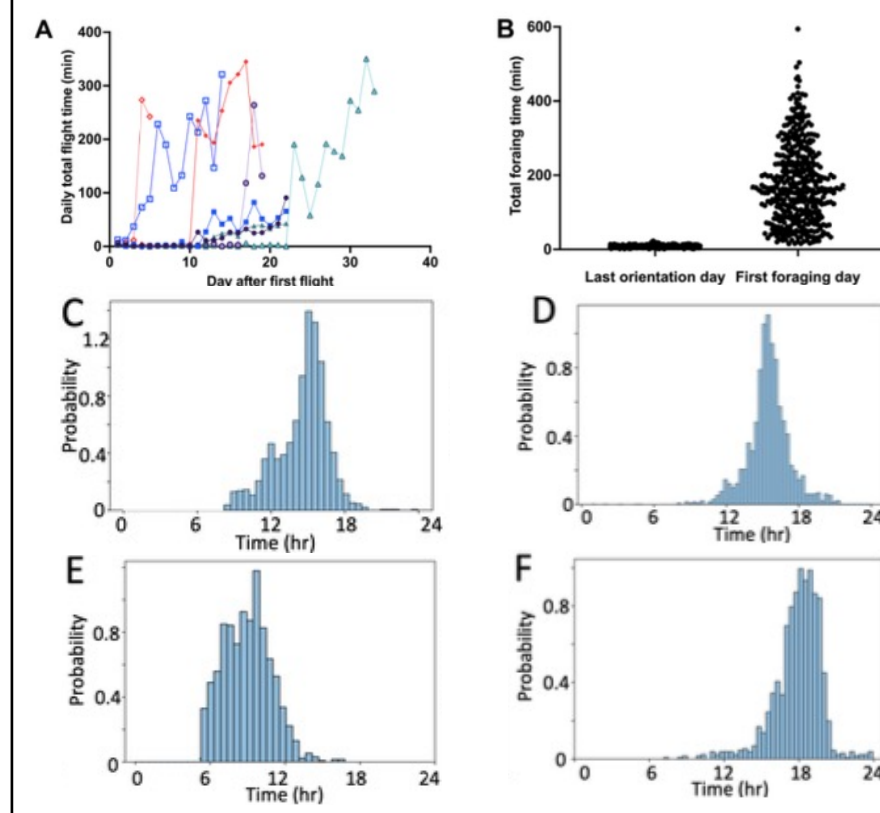 A
Daily total flight time (min)
400
300
200
100
0
0 10 20 30 40
Day after first flight
B
Total foraing time (min)
600
400
200
0
Last orientation day First foraging day
C
Probability
1.2
0.8
0.4
0
0 6 12 18 24
Time (hr)
D
Probability
0.8
0.4
0
0 6 12 18 24
Time (hr)
E
Probability
0.8
0.4
0
0 6 12 18 24
Time (hr)
F
Probability
0.8
0.4
0
0 6 12 18 24
Time (hr)